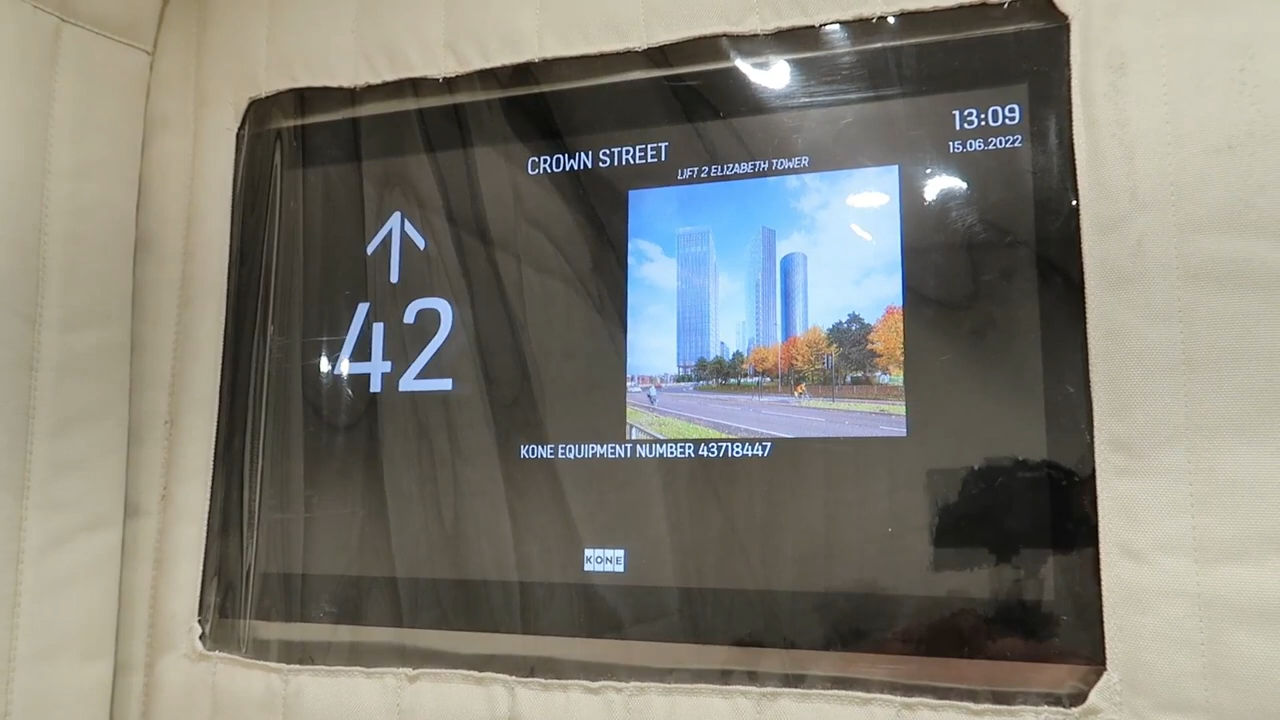 13:09
15.06.2022
CROWN STREET
LIFT 2 ELIZABETH TOWER
42
KONE EQUIPMENT NUMBER 43718447
KONE